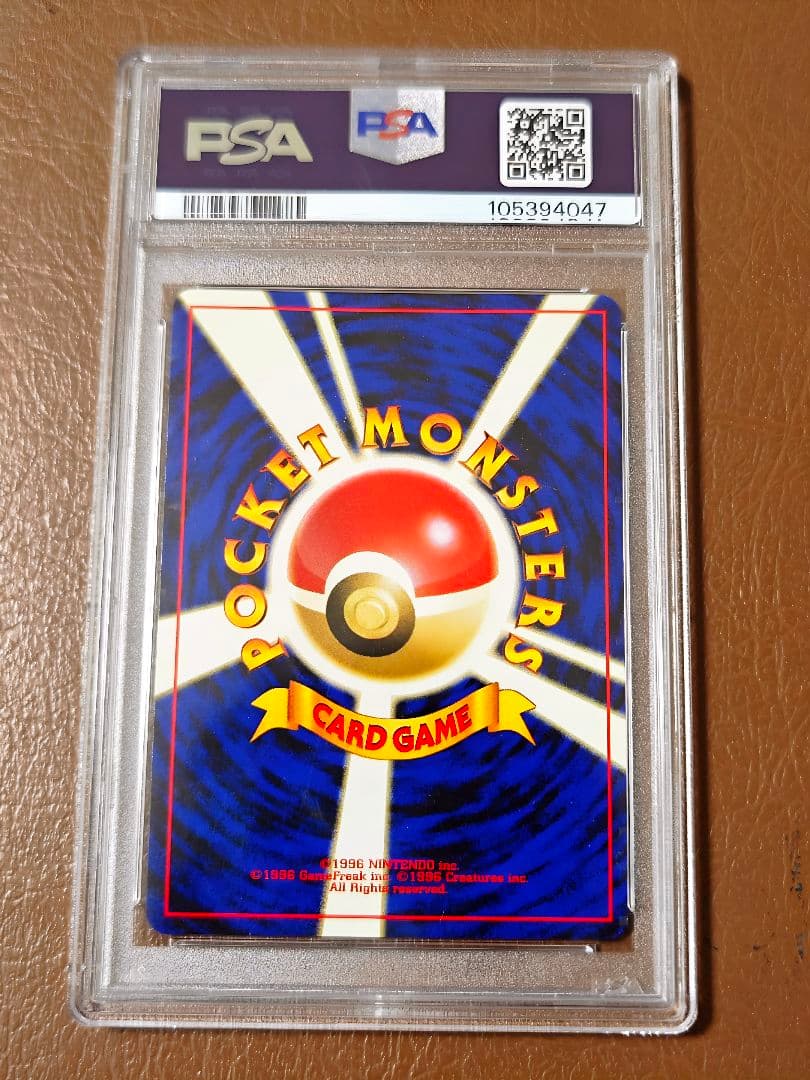 PSA
PSA
105394047
POCKET MONSTERS
CARD GAME
©1996 NINTENDO inc.
©1996 GameFreak inc. ©1996 Creatures inc.
All Rights reserved.